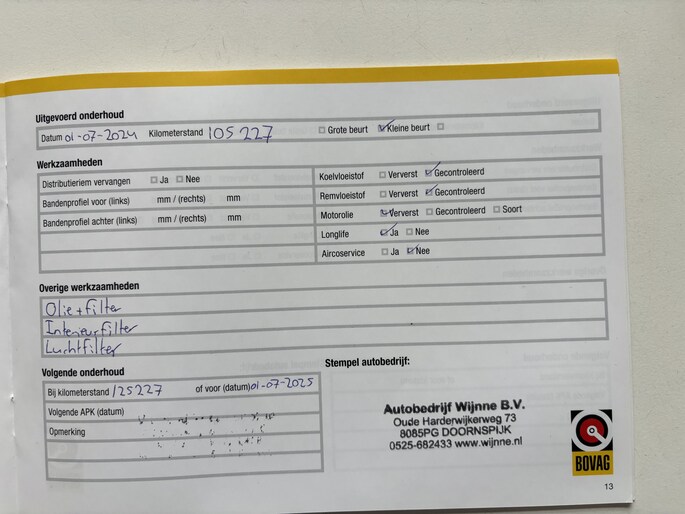 Uitgevoerd onderhoud
Datum 01-07-2024 Kilometerstand 105 227 Grote beurt Kleine beurt
Werkzaamheden
Distributieriem vervangen Ja Nee
Bandenprofiel voor (links) mm / (rechts) mm
Bandenprofiel achter (links) mm / (rechts) mm
Koelvloeistof Ververst Gecontroleerd
Remvloeistof Ververst Gecontroleerd
Motorolie Ververst Gecontroleerd Soort
Longlife Ja Nee
Aircoservice Ja Nee
Overige werkzaamheden
Olie + filter
Interieurfilter
Luchtfilter
Volgende onderhoud
Bij kilometerstand 125227 of voor (datum) 01-07-2025
Volgende APK (datum)
Opmerking
Stempel autobedrijf:
Autobedrijf Wijnne B.V.
Oude Harderwijkerweg 73
8085PG DOORNSPIJK
0525-682433 www.wijnne.nl
BOVAG
13